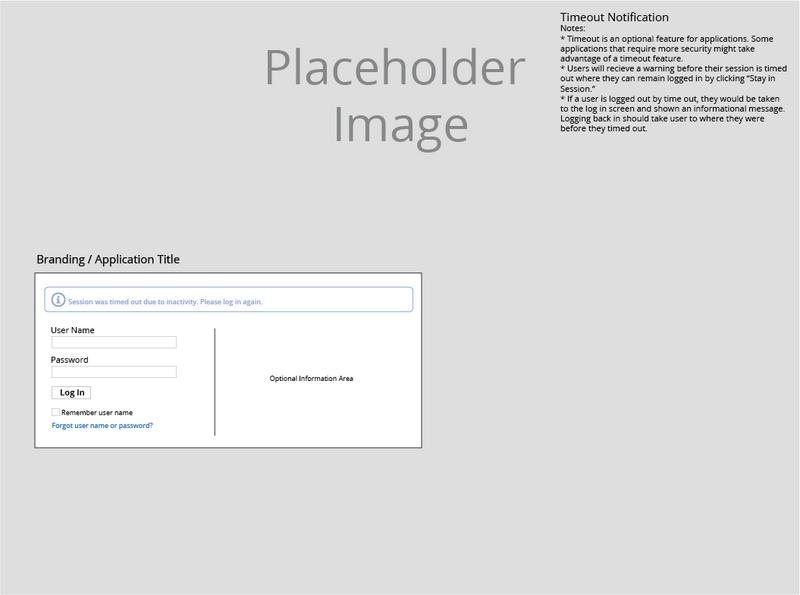 Placeholder
Image
Timeout Notification
Notes:
* Timeout is an optional feature for applications. Some
applications that require more security might take
advantage of a timeout feature.
* Users will recieve a warning before their session is timed
out where they can remain logged in by clicking “Stay in
Session.”
* If a user is logged out by time out, they would be taken
to the log in screen and shown an informational message.
Logging back in should take user to where they were
before they timed out.
Branding / Application Title
Session was timed out due to inactivity. Please log in again.
User Name
Password
Log In
Remember user name
Forgot user name or password?
Optional Information Area